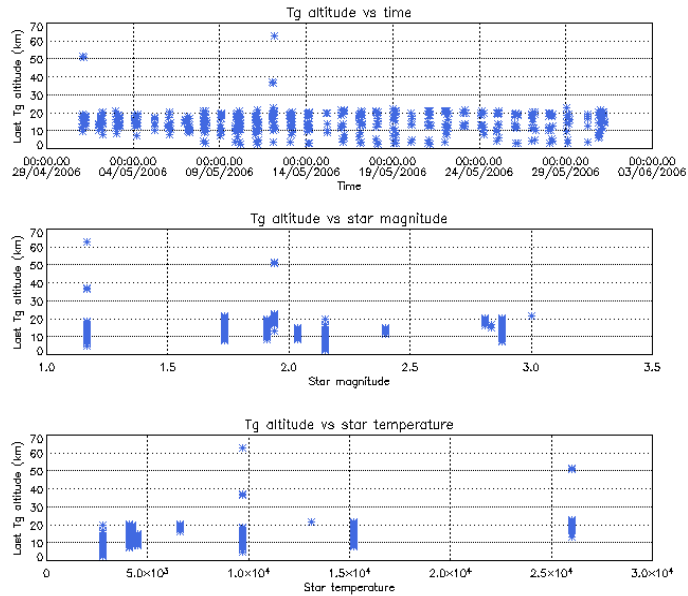 Tg altitude vs time
Last Tg altitude (km)
70
60
50
40
30
20
10
0
00:00.00 00:00.00 00:00.00 00:00.00 00:00.00 00:00.00 00:00.00 00:00.00
29/04/2006 04/05/2006 09/05/2006 14/05/2006 19/05/2006 24/05/2006 29/05/2006 03/06/2006
Time
Tg altitude vs star magnitude
Last Tg altitude (km)
70
60
50
40
30
20
10
0
1.0 1.5 2.0 2.5 3.0 3.5
Star magnitude
Tg altitude vs star temperature
Last Tg altitude (km)
70
60
50
40
30
20
10
0
0 5.0×10³ 1.0×10⁴ 1.5×10⁴ 2.0×10⁴ 2.5×10⁴ 3.0×10⁴
Star temperature